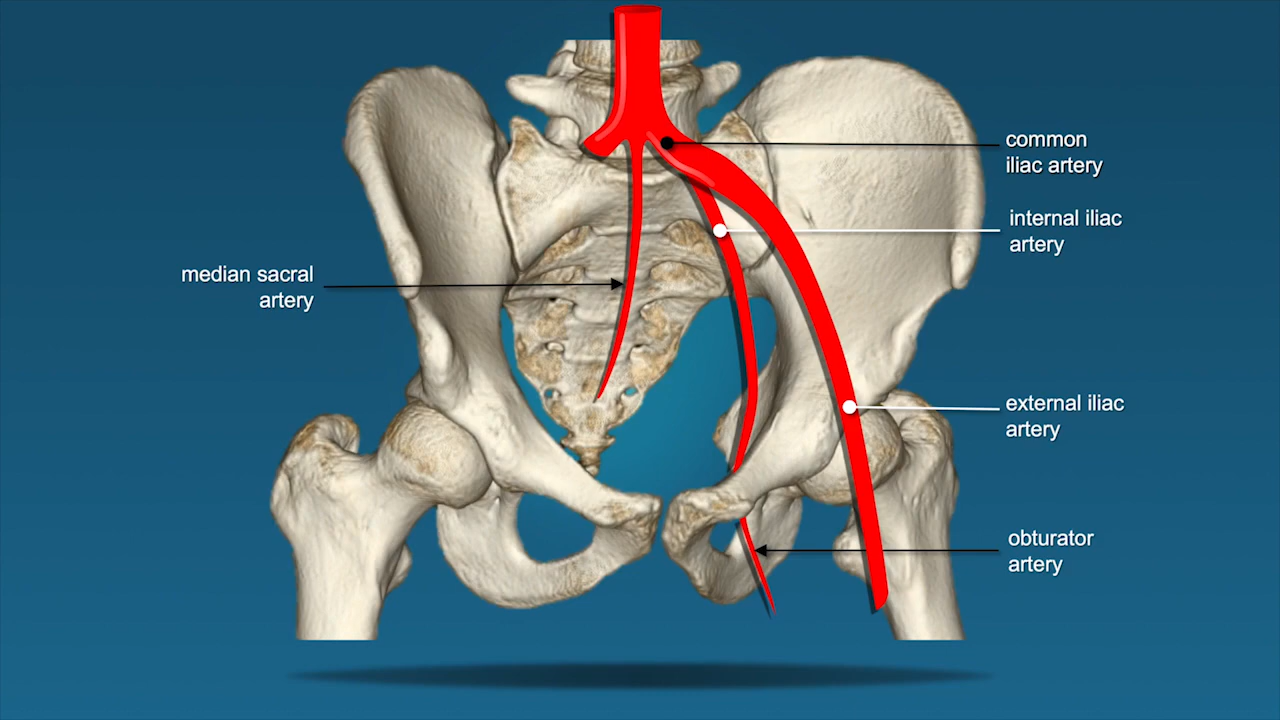 common
iliac artery
internal iliac
artery
median sacral
artery
external iliac
artery
obturator
artery